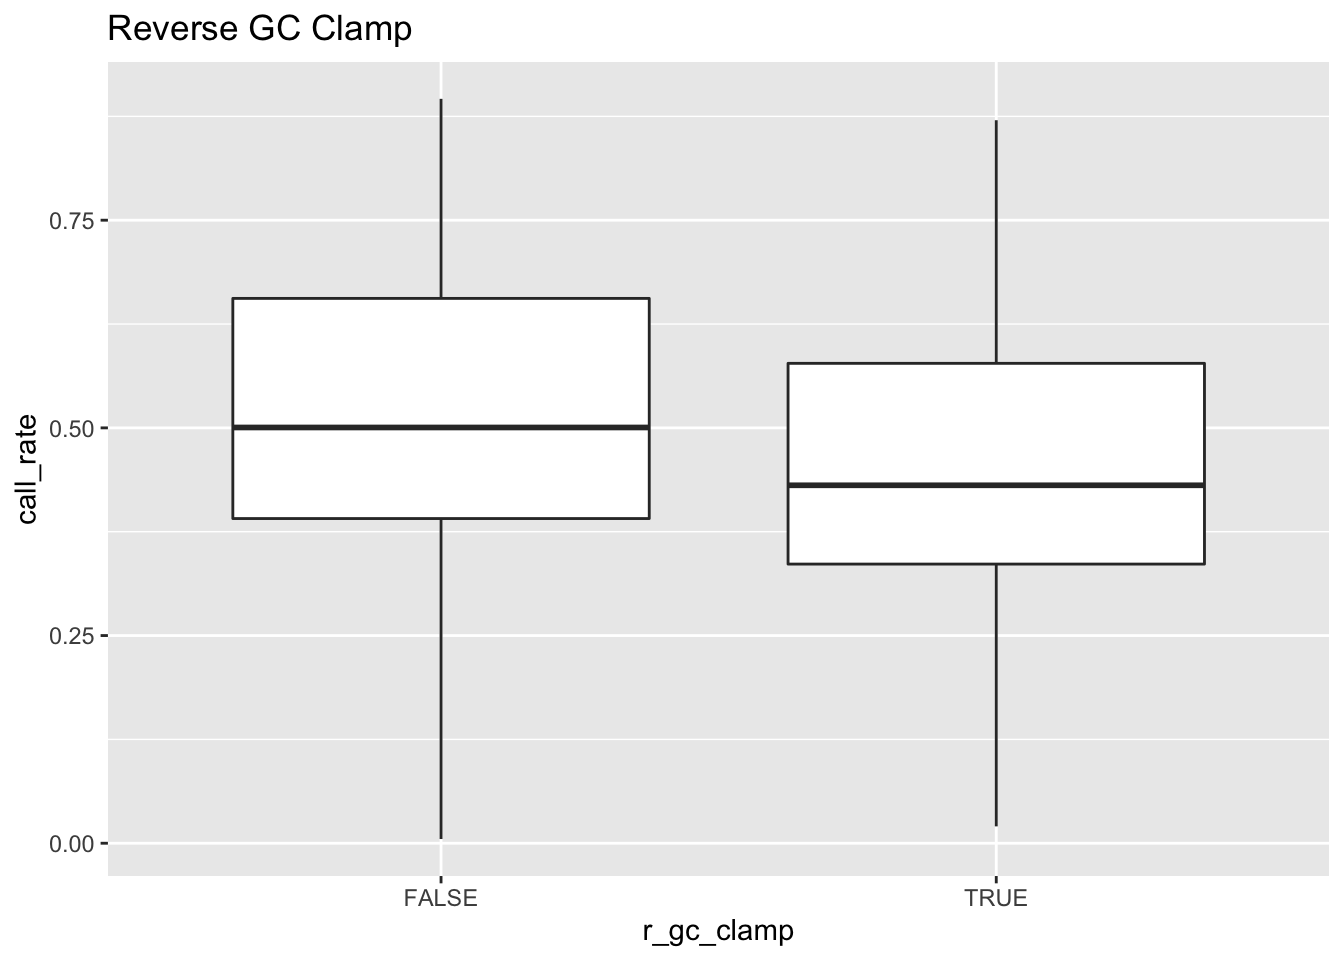 Reverse GC Clamp
call_rate
0.75
0.50
0.25
0.00
FALSE TRUE
r_gc_clamp